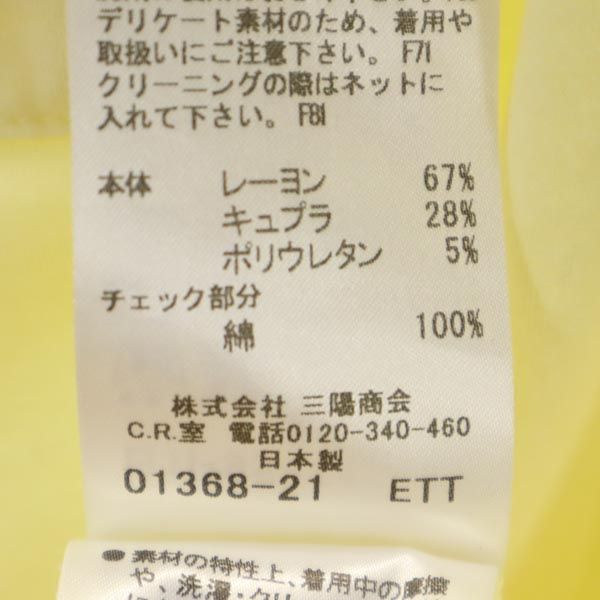 デリケート素材のため、着用や
取扱いにご注意下さい。 F71
クリーニングの際はネットに
入れて下さい。 F81
本体 レーヨン 67%
キュプラ 28%
ポリウレタン 5%
チェック部分
綿 100%
株式会社 三陽商会
C.R.室 電話0120-340-460
日本製
01368-21 ETT
●素材の特性上、着用中の摩擦
や、洗濯・クリ